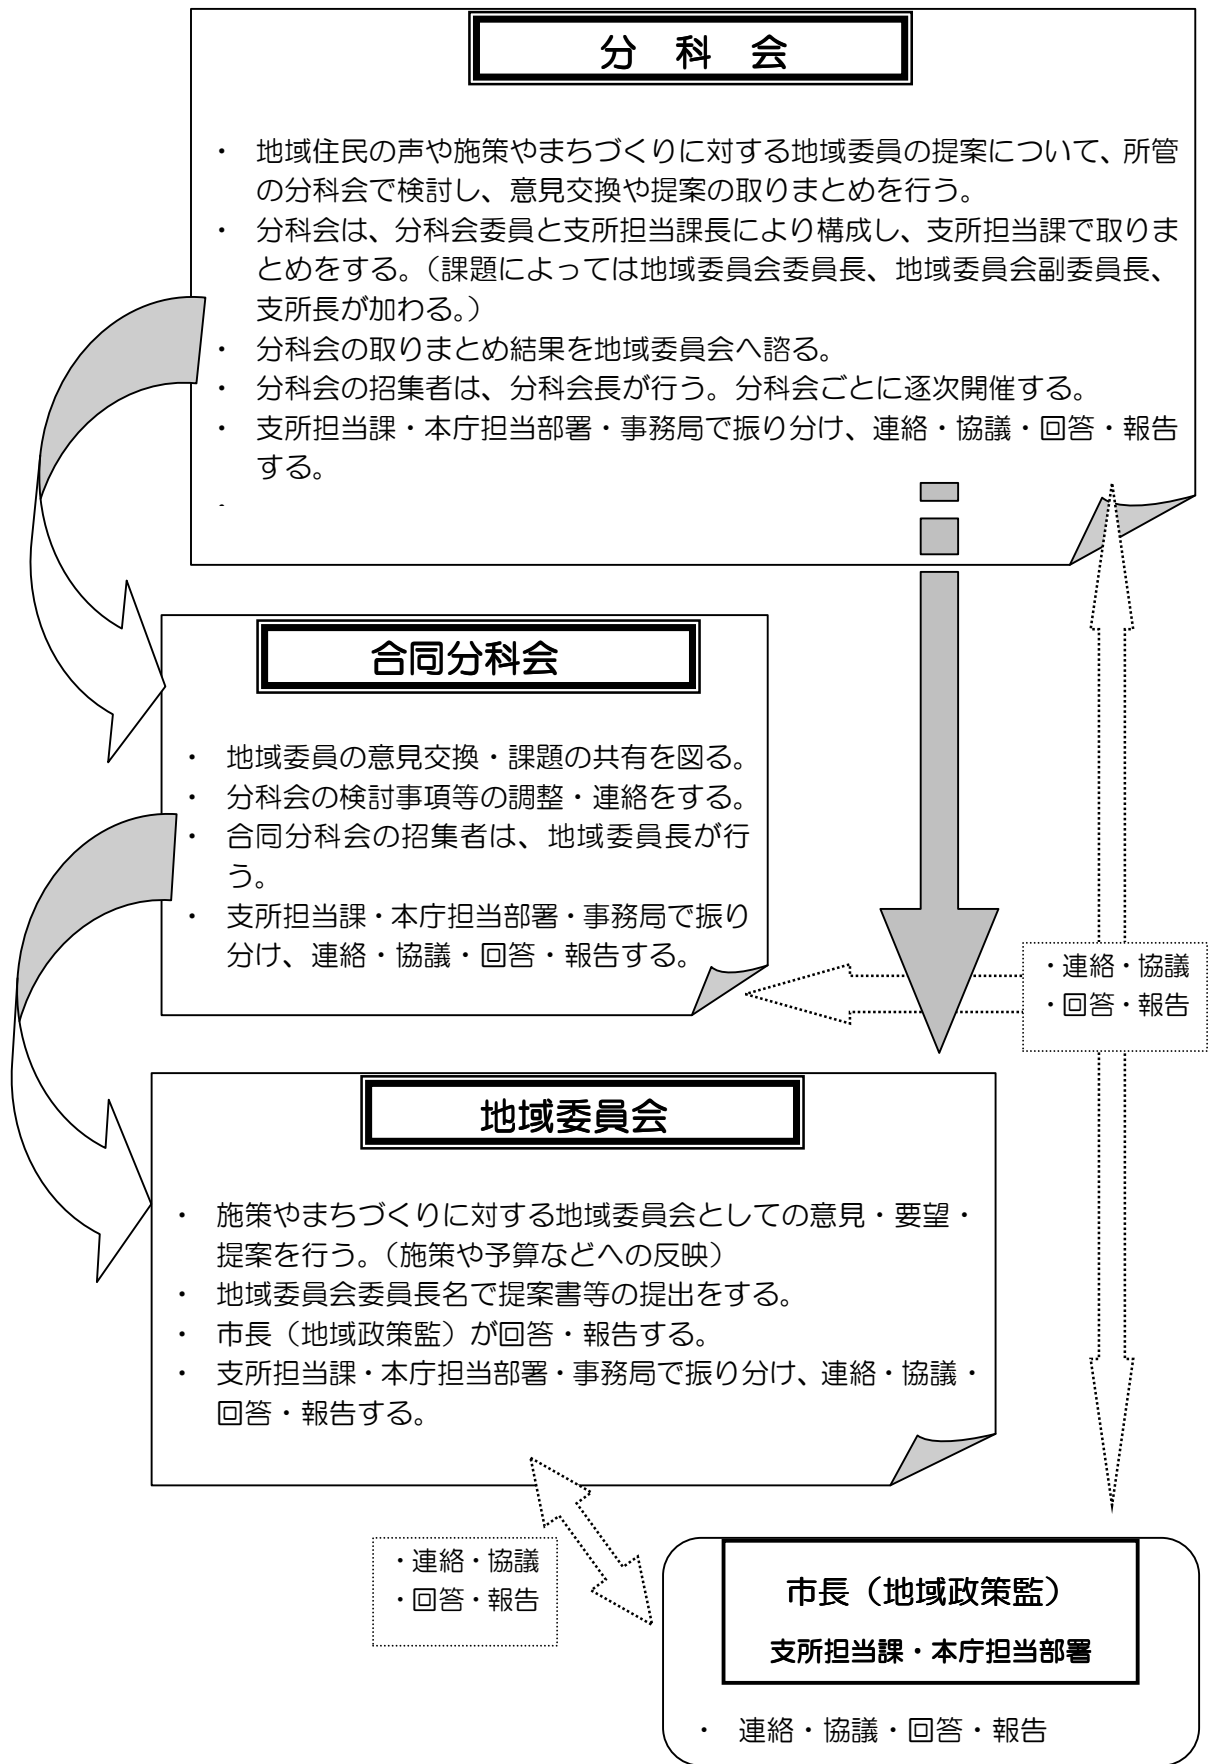 分　科　会
・ 地域住民の声や施策やまちづくりに対する地域委員の提案について、所管
の分科会で検討し、意見交換や提案の取りまとめを行う。
・ 分科会は、分科会委員と支所担当課長により構成し、支所担当課で取りま
とめをする。（課題によっては地域委員会委員長、地域委員会副委員長、
支所長が加わる。）
・ 分科会の取りまとめ結果を地域委員会へ諮る。
・ 分科会の招集者は、分科会長が行う。分科会ごとに逐次開催する。
・ 支所担当課・本庁担当部署・事務局で振り分け、連絡・協議・回答・報告
する。
合同分科会
・ 地域委員の意見交換・課題の共有を図る。
・ 分科会の検討事項等の調整・連絡をする。
・ 合同分科会の招集者は、地域委員長が行
う。
・ 支所担当課・本庁担当部署・事務局で振り
分け、連絡・協議・回答・報告する。
・連絡・協議
・回答・報告
地域委員会
・ 施策やまちづくりに対する地域委員会としての意見・要望・
提案を行う。（施策や予算などへの反映）
・ 地域委員会委員長名で提案書等の提出をする。
・ 市長（地域政策監）が回答・報告する。
・ 支所担当課・本庁担当部署・事務局で振り分け、連絡・協議・
回答・報告する。
・連絡・協議
・回答・報告
市長（地域政策監）
支所担当課・本庁担当部署
・ 連絡・協議・回答・報告